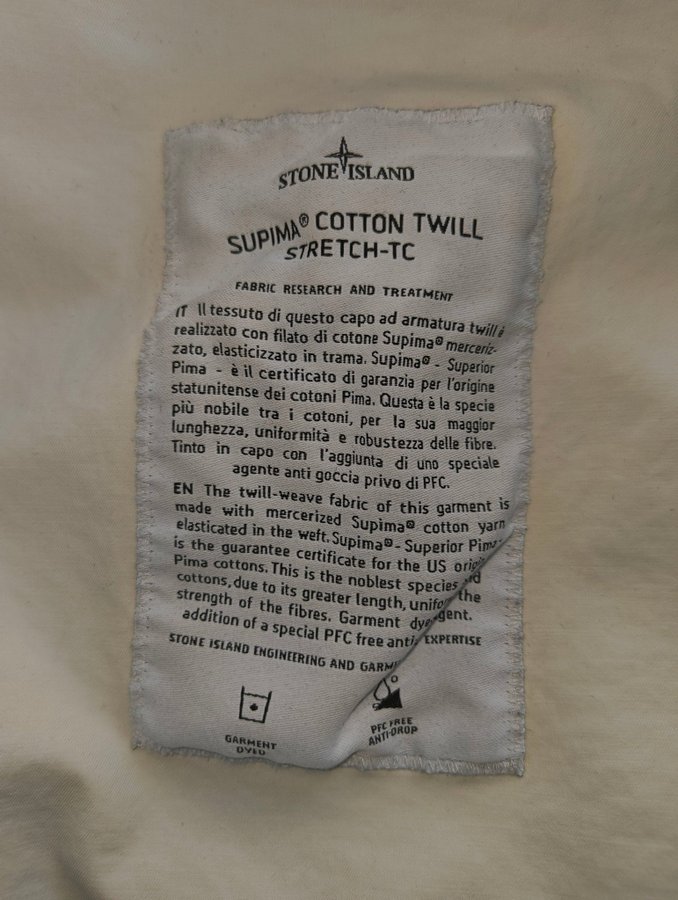 STONE ISLAND
SUPIMA® COTTON TWILL
STRETCH-TC
FABRIC RESEARCH AND TREATMENT
IT Il tessuto di questo capo ad armatura twill è
realizzato con filato di cotone Supima® merceriz-
zato, elasticizzato in trama. Supima® - Superior
Pima - è il certificato di garanzia per l'origine
statunitense dei cotoni Pima. Questa è la specie
più nobile tra i cotoni, per la sua maggior
lunghezza, uniformità e robustezza delle fibre.
Tinto in capo con l'aggiunta di uno speciale
agente anti goccia privo di PFC.
EN The twill-weave fabric of this garment is
made with mercerized Supima® cotton yarn
elasticated in the weft. Supima® - Superior Pima
is the guarantee certificate for the US
Pima cottons. This is the noblest species
cottons, due to its greater length, the
strength of the fibres. Garment
addition of a special PFC free
STONE ISLAND ENGINEERING AND EXPERTISE
GARMENT
DYED
PFC FREE
ANTI-DROP